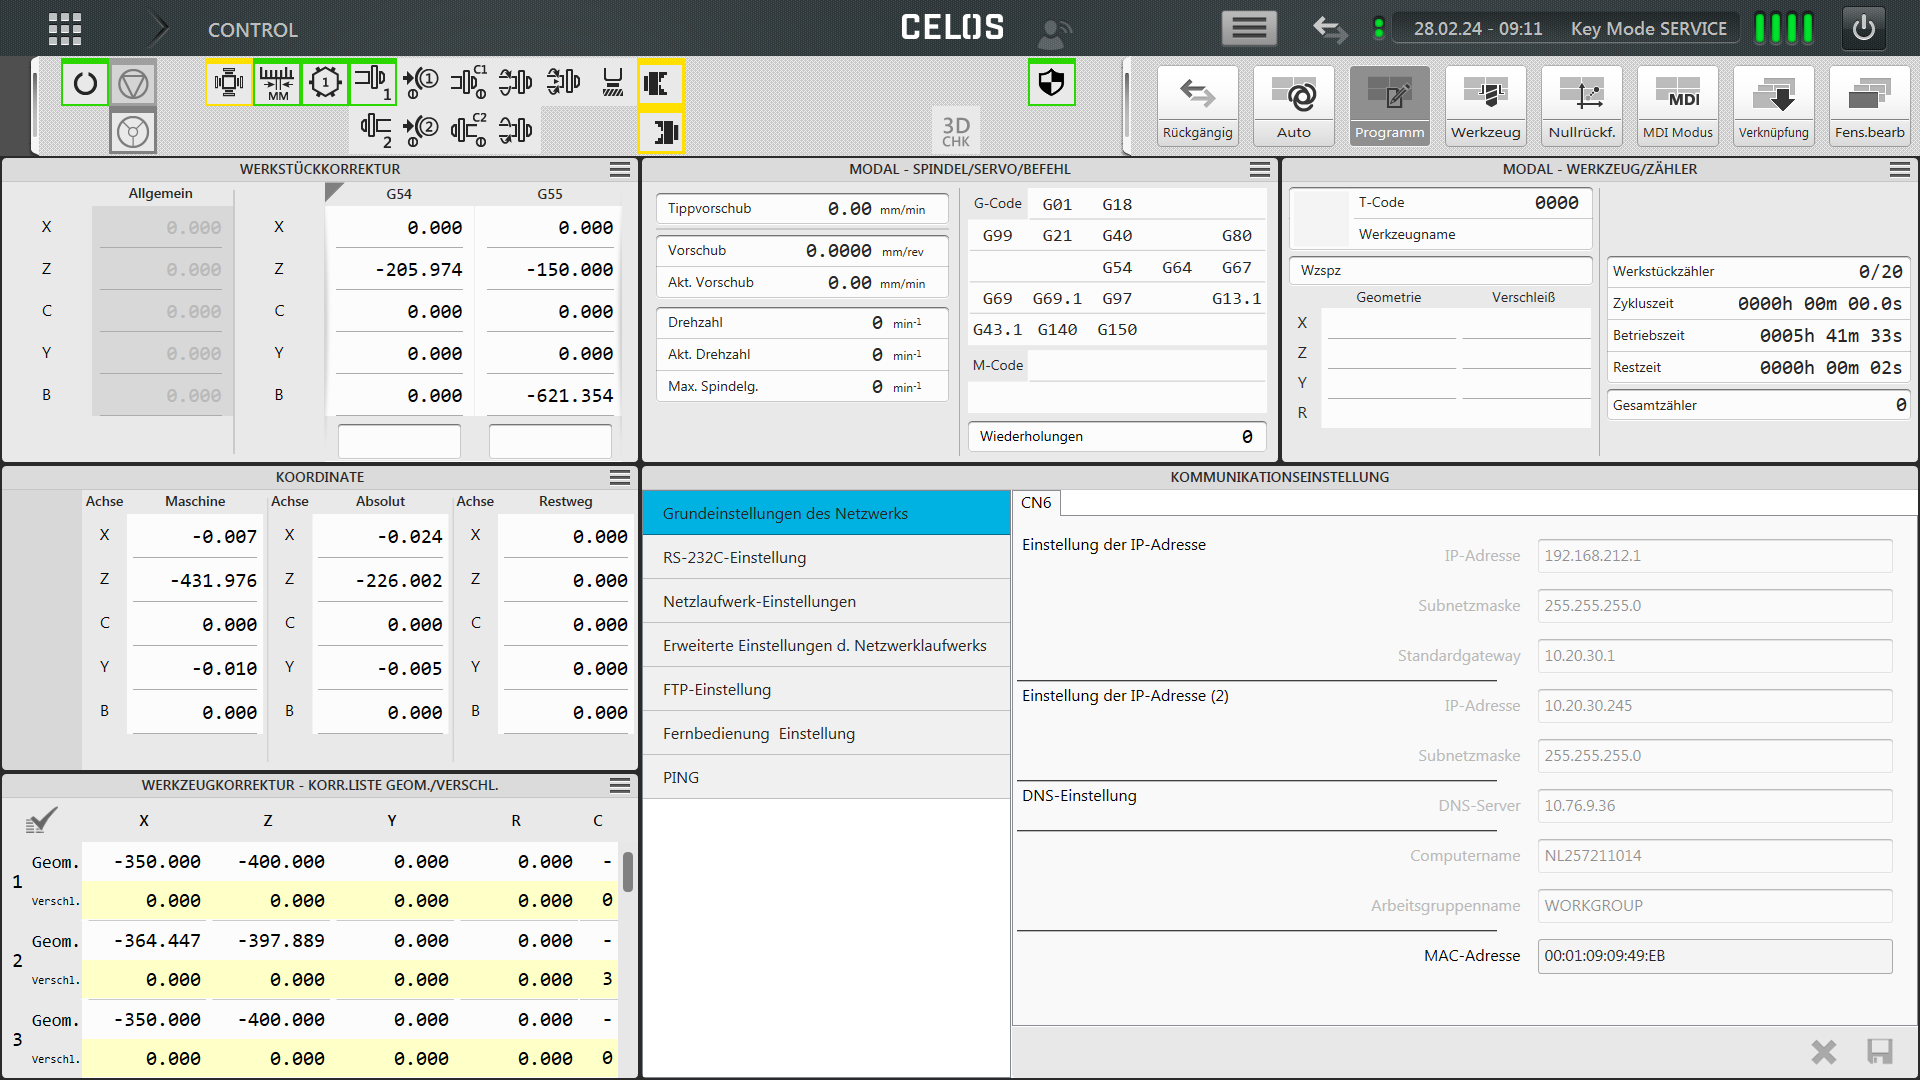 CONTROL
CELOS
28.02.24 - 09:11 Key Mode SERVICE
MM
1
1
1
C1
2
2
C2
3D
CHK
Rückgängig
Auto
Programm
Werkzeug
Nullrückf.
MDI
MDI Modus
Verknüpfung
Fens.bearb
WERKSTÜCKKORREKTUR
Allgemein G54 G55
X 0.000 X 0.000 0.000
Z 0.000 Z -205.974 -150.000
C 0.000 C 0.000 0.000
Y 0.000 Y 0.000 0.000
B 0.000 B 0.000 -621.354
MODAL - SPINDEL/SERVO/BEFEHL
Tippvorschub 0.00 mm/min
Vorschub 0.0000 mm/rev
Akt. Vorschub 0.00 mm/min
Drehzahl 0 min-1
Akt. Drehzahl 0 min-1
Max. Spindelg. 0 min-1
G-Code G01 G18
G99 G21 G40 G80
G54 G64 G67
G69 G69.1 G97 G13.1
G43.1 G140 G150
M-Code
Wiederholungen 0
MODAL - WERKZEUG/ZÄHLER
T-Code 0000
Werkzeugname
Wzspz
Geometrie Verschleiß
X
Z
Y
R
Werkstückzähler 0/20
Zykluszeit 0000h 00m 00.0s
Betriebszeit 0005h 41m 33s
Restzeit 0000h 00m 02s
Gesamtzähler 0
KOORDINATE
Achse Maschine Achse Absolut Achse Restweg
X -0.007 X -0.024 X 0.000
Z -431.976 Z -226.002 Z 0.000
C 0.000 C 0.000 C 0.000
Y -0.010 Y -0.005 Y 0.000
B 0.000 B 0.000 B 0.000
WERKZEUGKORREKTUR - KORR.LISTE GEOM./VERSCHL.
X Z Y R C
1
Geom. -350.000 -400.000 0.000 0.000 -
Verschl. 0.000 0.000 0.000 0.000 0
2
Geom. -364.447 -397.889 0.000 0.000 -
Verschl. 0.000 0.000 0.000 0.000 3
3
Geom. -350.000 -400.000 0.000 0.000 -
Verschl. 0.000 0.000 0.000 0.000 0
KOMMUNIKATIONSEINSTELLUNG
Grundeinstellungen des Netzwerks
RS-232C-Einstellung
Netzlaufwerk-Einstellungen
Erweiterte Einstellungen d. Netzwerklaufwerks
FTP-Einstellung
Fernbedienung Einstellung
PING
CN6
Einstellung der IP-Adresse
IP-Adresse 192.168.212.1
Subnetzmaske 255.255.255.0
Standardgateway 10.20.30.1
Einstellung der IP-Adresse (2)
IP-Adresse 10.20.30.245
Subnetzmaske 255.255.255.0
DNS-Einstellung
DNS-Server 10.76.9.36
Computername NL257211014
Arbeitsgruppenname WORKGROUP
MAC-Adresse 00:01:09:09:49:EB